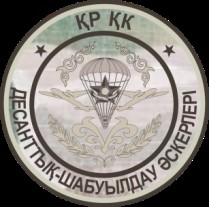 ҚР ҚК
ДЕСАНТТЫҚ-ШАБУЫЛДАУ ӘСКЕРЛЕРІ